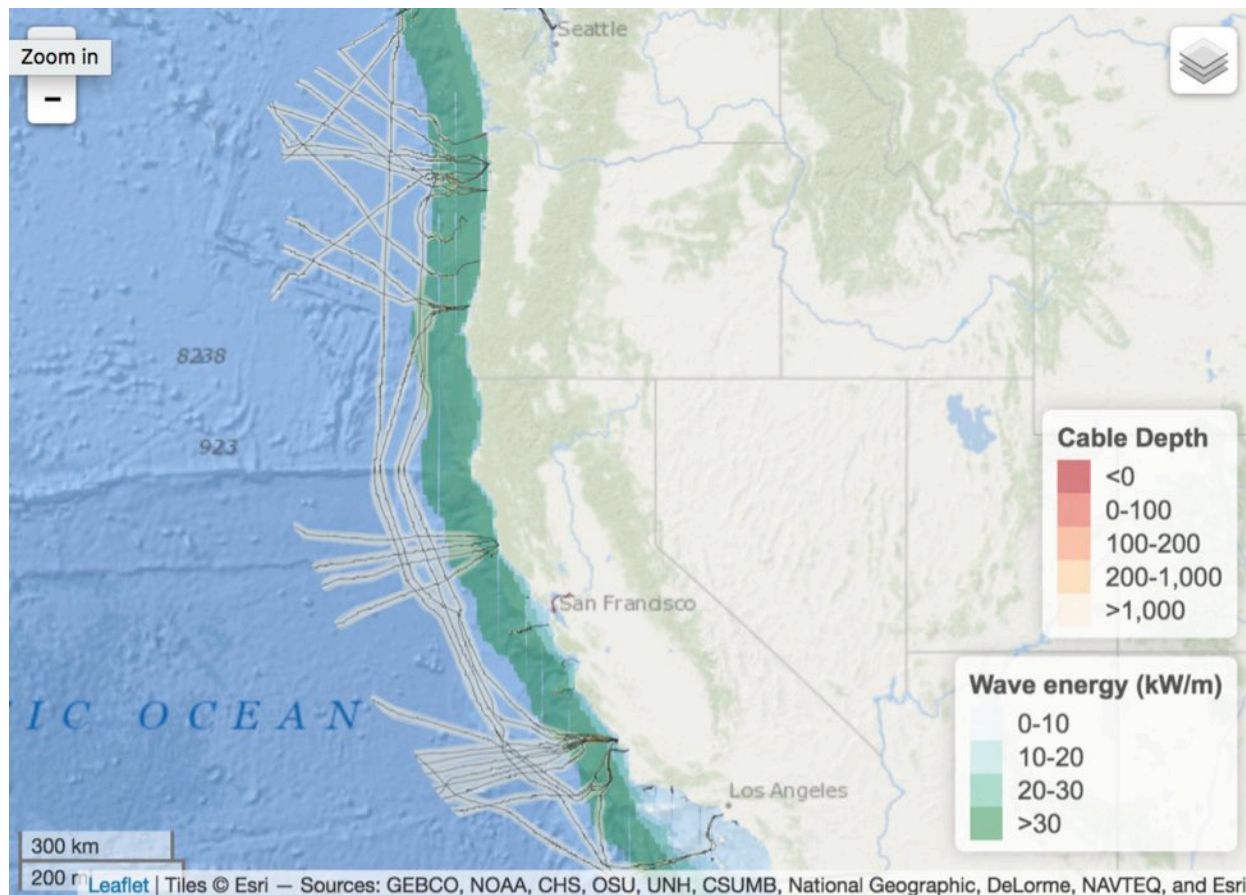 Seattle
Zoom in
−
8238
923
Cable Depth
<0
0-100
100-200
200-1,000
>1,000
San Francisco
Wave energy (kW/m)
0-10
10-20
20-30
>30
IC OCEAN
Los Angeles
300 km
200 mi
Leaflet | Tiles © Esri — Sources: GEBCO, NOAA, CHS, OSU, UNH, CSUMB, National Geographic, DeLorme, NAVTEQ, and Esri